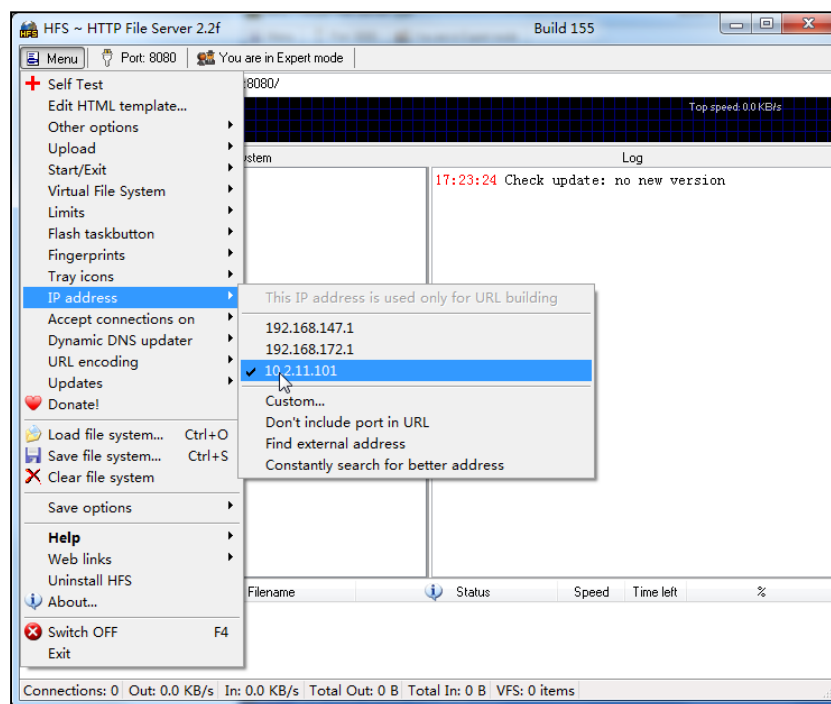 HFS ~ HTTP File Server 2.2f Build 155
Menu Port: 8080 You are in Expert mode
:8080/
Top speed: 0.0 KB/s
Log
17:23:24 Check update: no new version
Self Test
Edit HTML template...
Other options
Upload
Start/Exit
Virtual File System
Limits
Flash taskbutton
Fingerprints
Tray icons
IP address
Accept connections on
Dynamic DNS updater
URL encoding
Updates
Donate!
Load file system... Ctrl+O
Save file system... Ctrl+S
Clear file system
Save options
Help
Web links
Uninstall HFS
About...
Switch OFF F4
Exit
This IP address is used only for URL building
192.168.147.1
192.168.172.1
10.2.11.101
Custom...
Don't include port in URL
Find external address
Constantly search for better address
Filename Status Speed Time left %
Connections: 0 Out: 0.0 KB/s In: 0.0 KB/s Total Out: 0 B Total In: 0 B VFS: 0 items